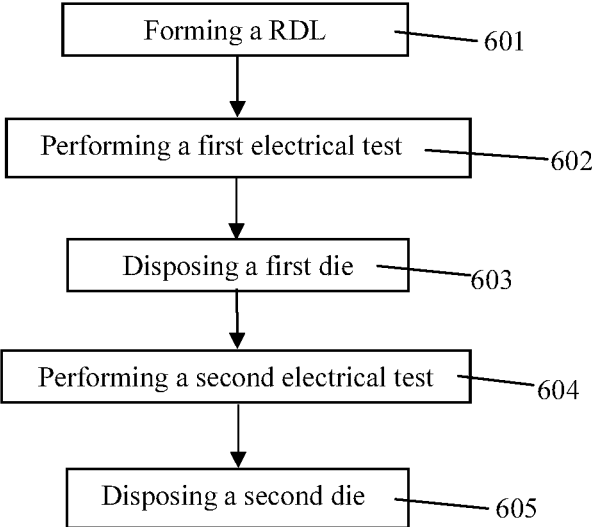 Forming a RDL
601
Performing a first electrical test
602
Disposing a first die
603
Performing a second electrical test
604
Disposing a second die
605